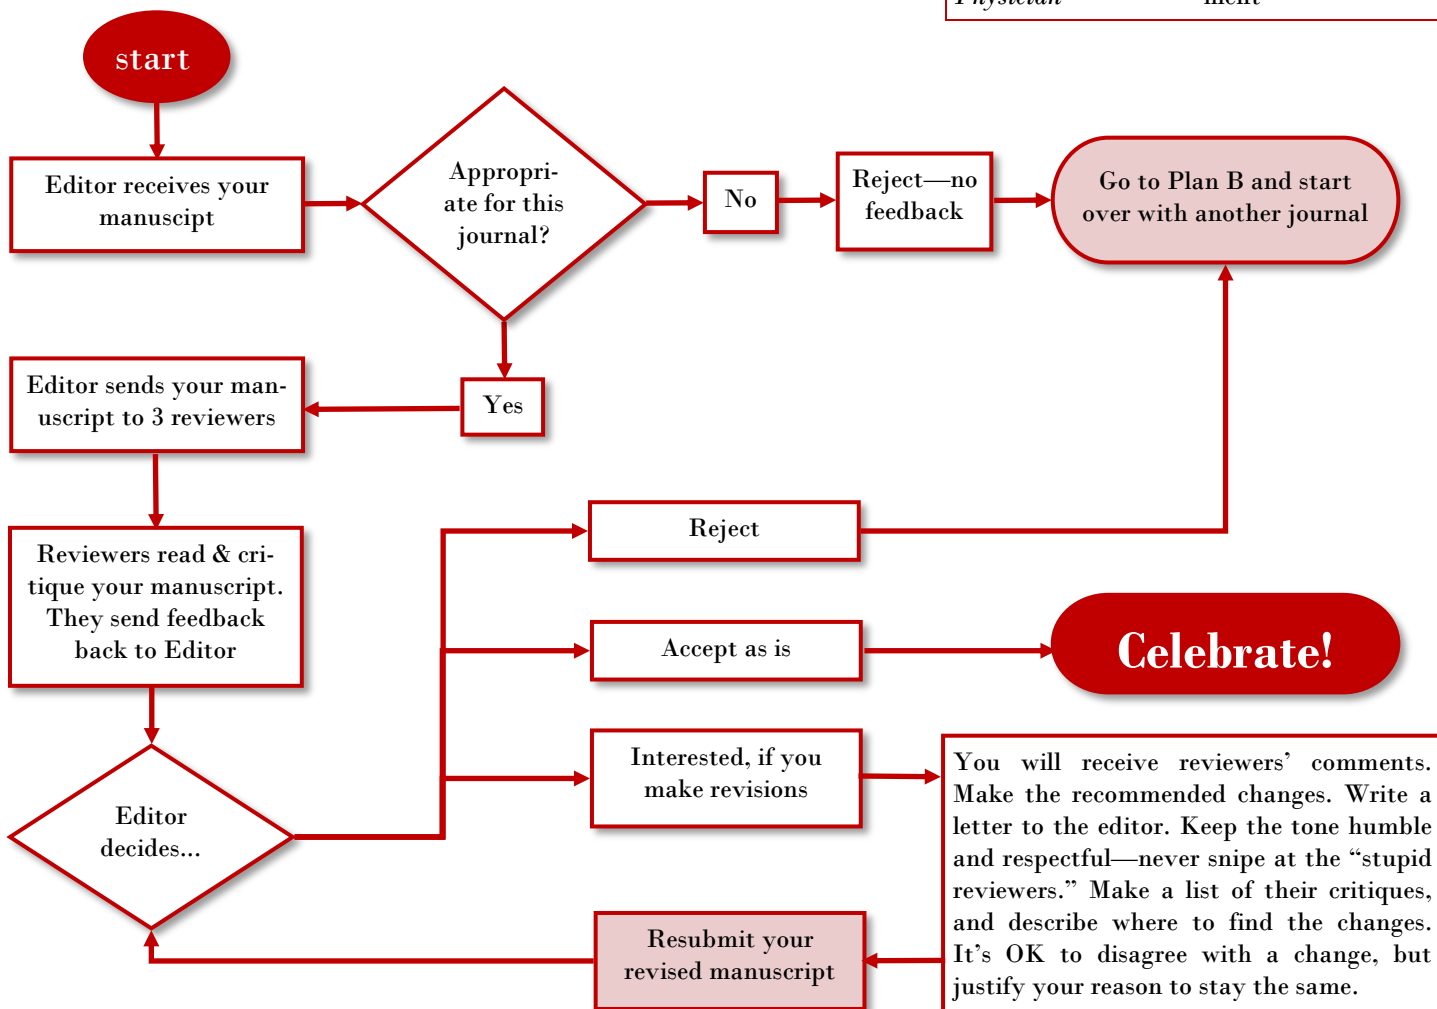 Physician
ment
start
Editor receives your
manuscipt
Appropri-
ate for this
journal?
No
Reject—no
feedback
Go to Plan B and start
over with another journal
Yes
Editor sends your man-
uscript to 3 reviewers
Reviewers read & cri-
tique your manuscript.
They send feedback
back to Editor
Editor
decides...
Reject
Accept as is
Celebrate!
Interested, if you
make revisions
You will receive reviewers’ comments.
Make the recommended changes. Write a
letter to the editor. Keep the tone humble
and respectful—never snipe at the “stupid
reviewers.” Make a list of their critiques,
and describe where to find the changes.
It's OK to disagree with a change, but
justify your reason to stay the same.
Resubmit your
revised manuscript